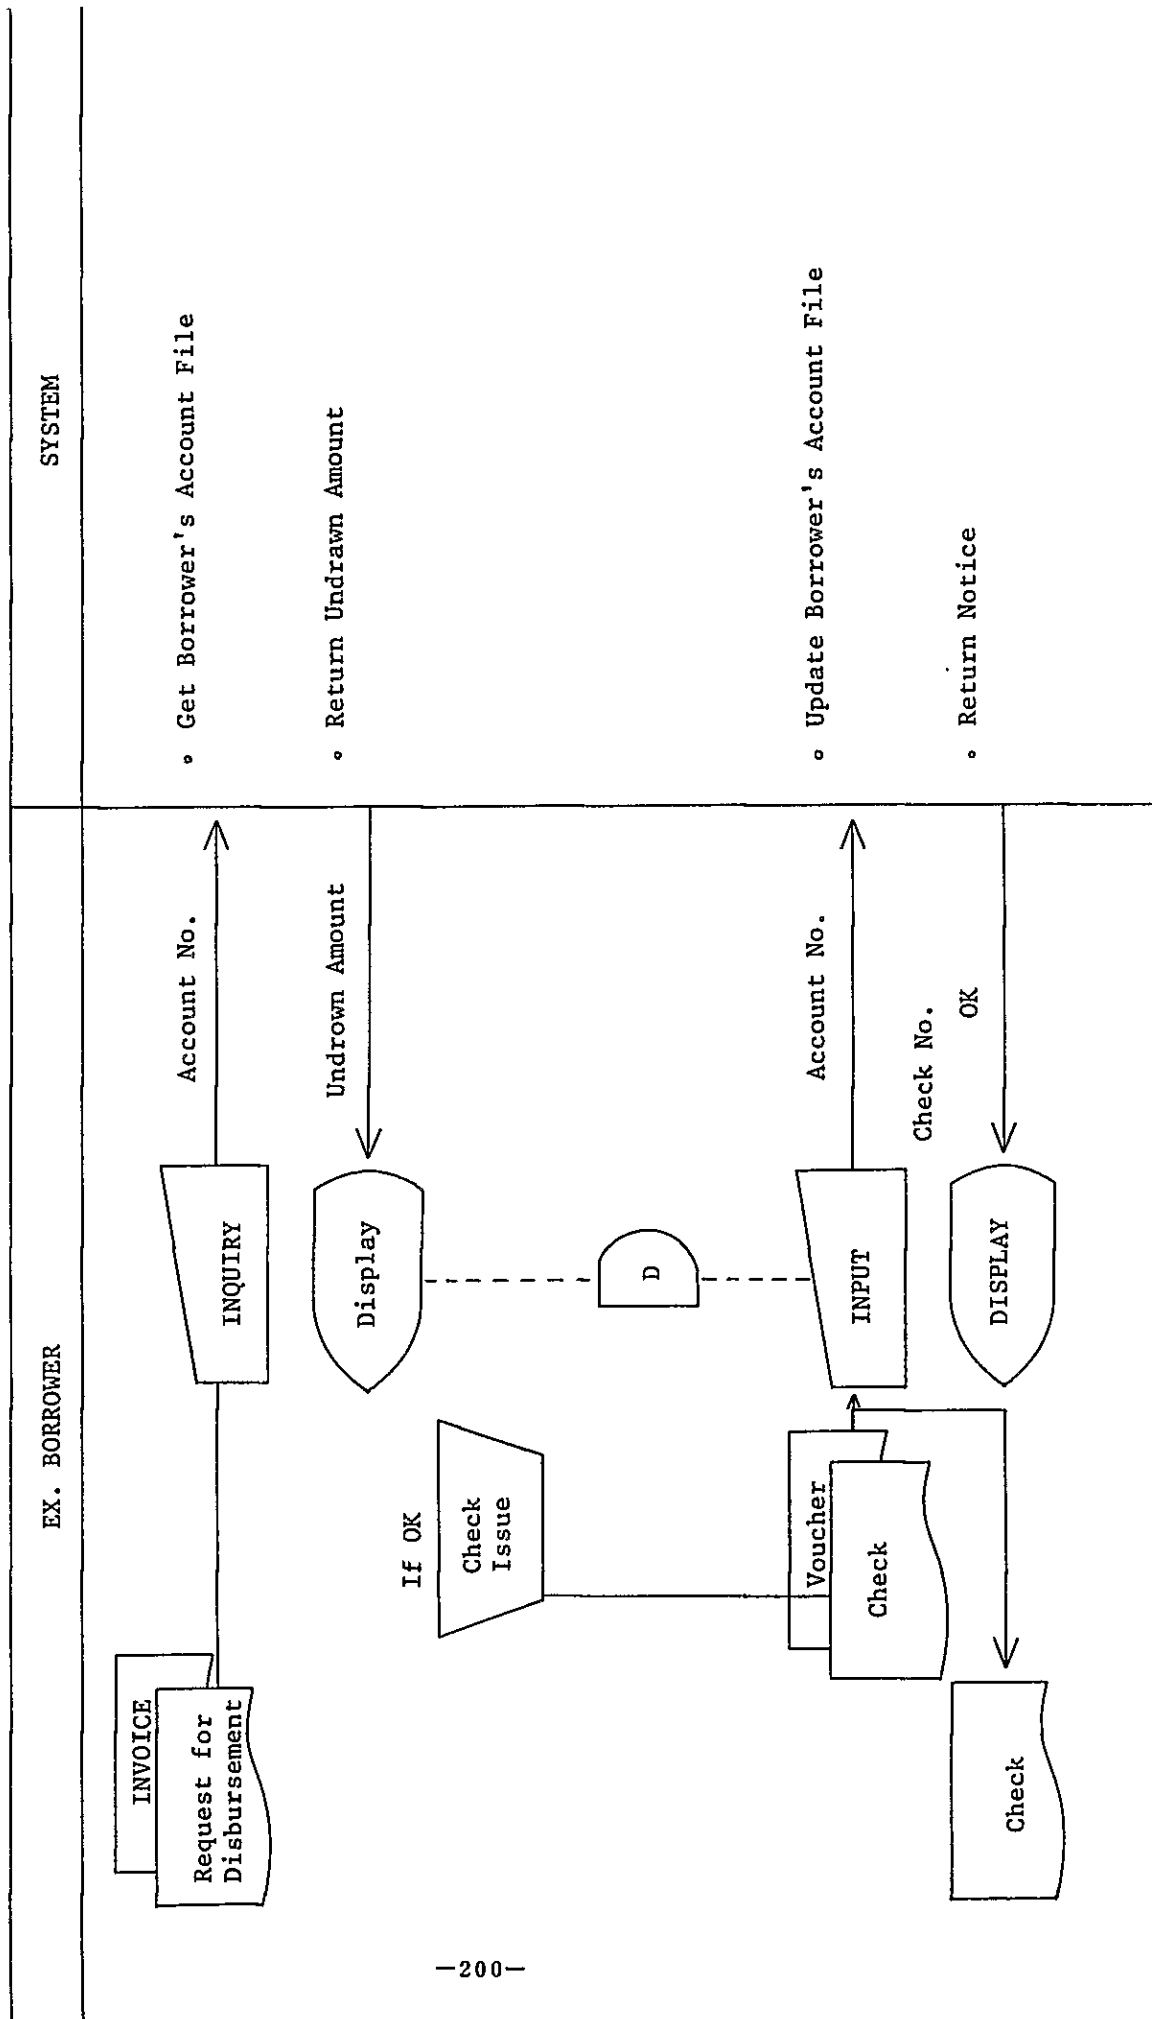 EX. BORROWER
SYSTEM
INVOICE
Request for
Disbursement
INQUIRY
Account No.
∘ Get Borrower's Account File
Display
Undrown Amount
∘ Return Undrawn Amount
If OK
Check
Issue
D
Voucher
Check
INPUT
Account No.
Check No.
∘ Update Borrower's Account File
Check
DISPLAY
OK
∘ Return Notice
—200—